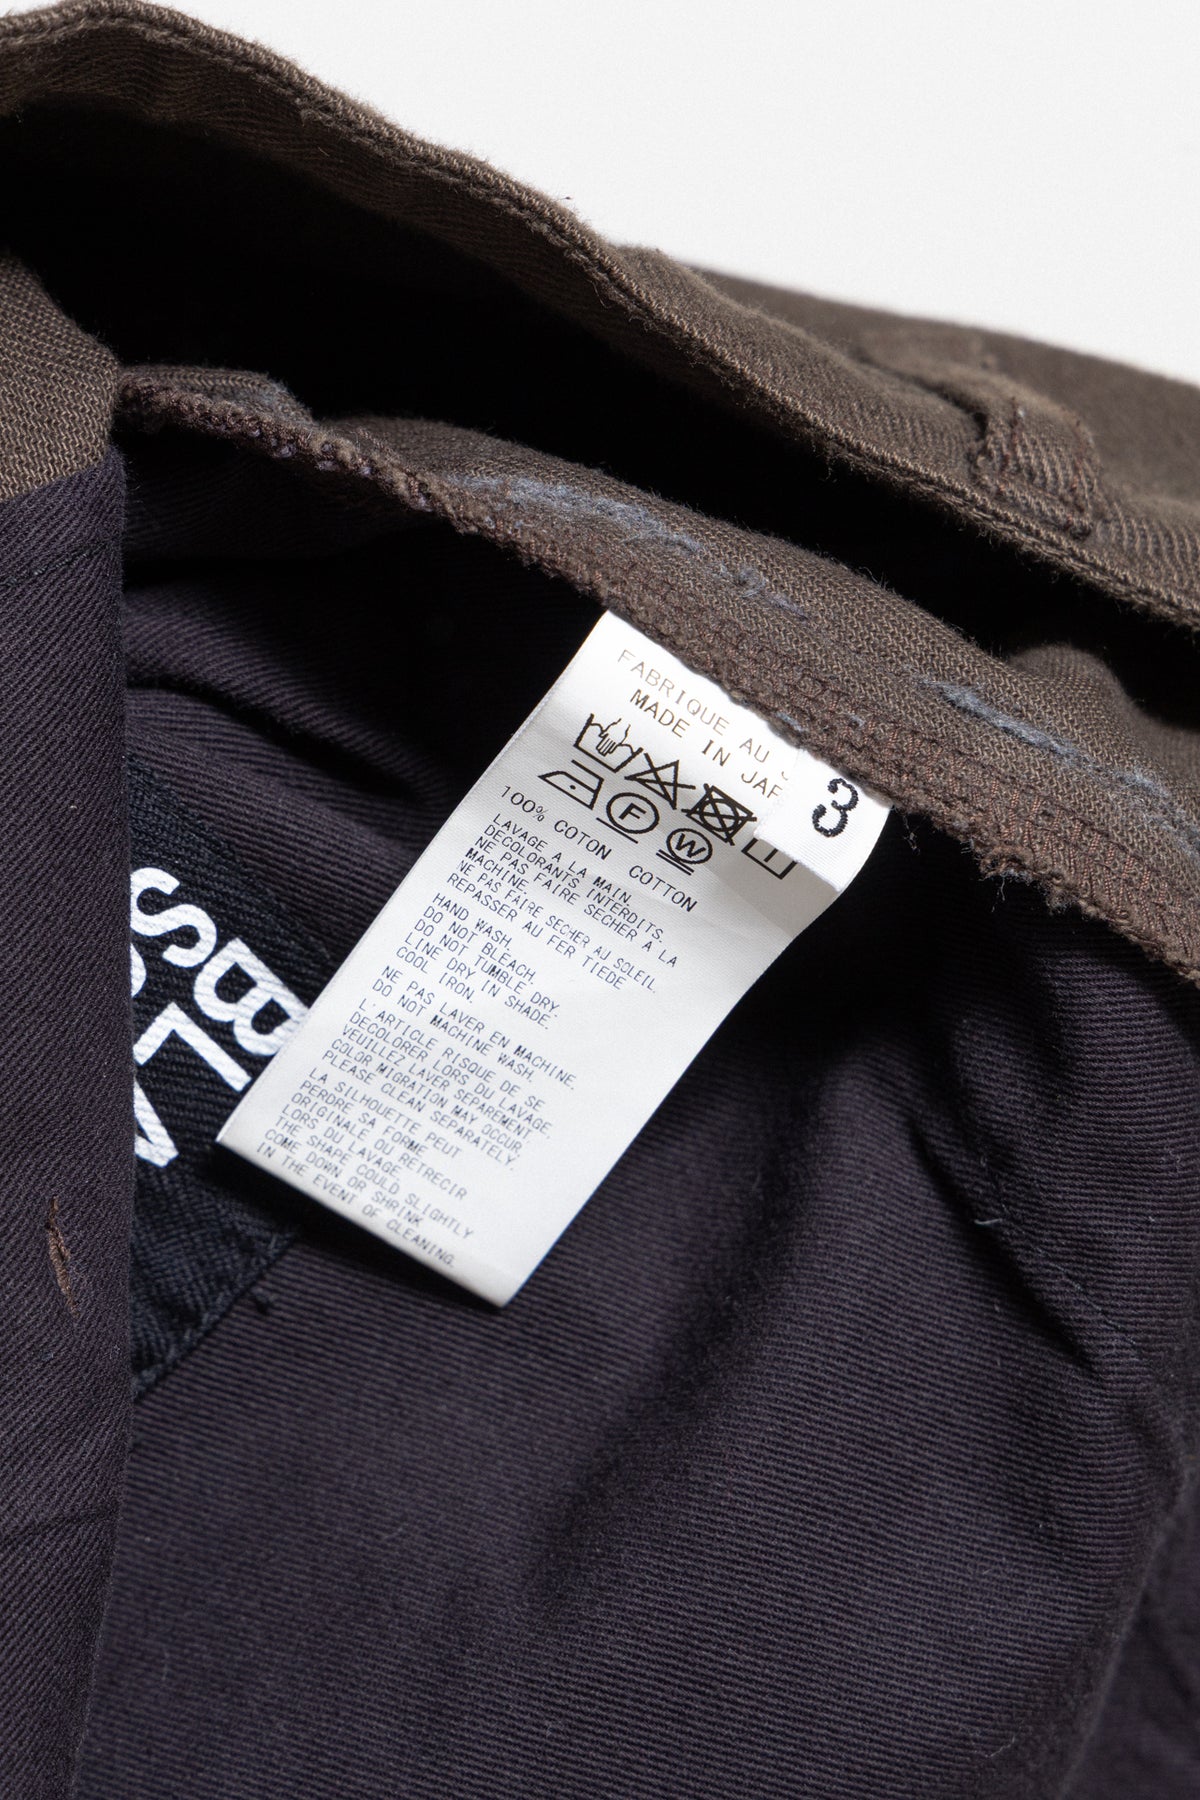 FABRIQUE AU
MADE IN JAP
3
F
W
100% COTON COTTON
LAVAGE A LA MAIN.
DECOLORANTS INTERDITS.
NE PAS FAIRE SECHER A LA
MACHINE.
NE PAS FAIRE SECHER AU SOLEIL.
REPASSER AU FER TIEDE
HAND WASH.
DO NOT BLEACH.
DO NOT TUMBLE DRY.
LINE DRY IN SHADE.
COOL IRON.
NE PAS LAVER EN MACHINE.
DO NOT MACHINE WASH.
L'ARTICLE RISQUE DE SE
DECOLORER LORS DU LAVAGE.
VEUILLEZ LAVER SEPAREMENT.
COLOR MIGRATION MAY OCCUR.
PLEASE CLEAN SEPARATELY.
LA SILHOUETTE PEUT
PERDRE SA FORME
ORIGINALE OU RETRECIR
LORS DU LAVAGE.
THE SHAPE COULD SLIGHTLY
COME DOWN OR SHRINK
IN THE EVENT OF CLEANING.